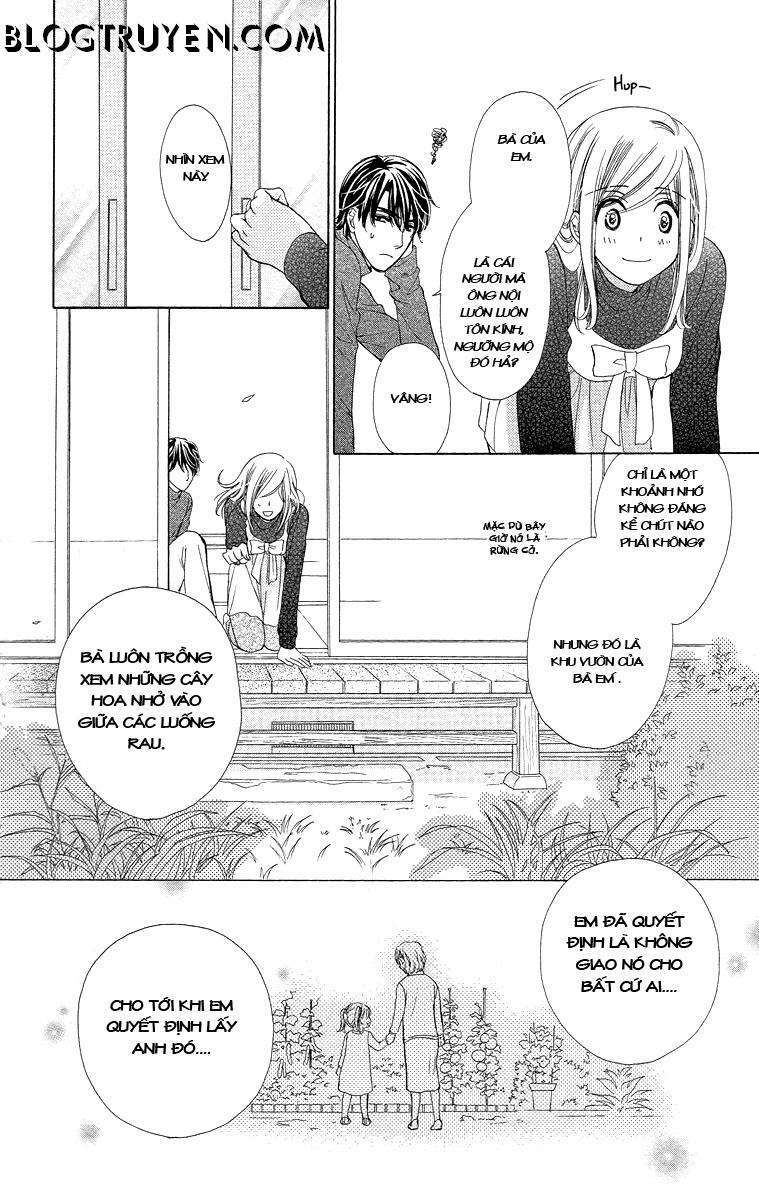 BLOGTRUYEN.COM
Hup—
BÀ CỦA
EM.
LÀ CÁI
NGƯỜI MÀ
ÔNG NỘI
LUÔN LUÔN
TÔN KÍNH,
NGƯỠNG MỘ
ĐÓ HẢ?
VÂNG!
NHÌN XEM
NÀY.
CHỈ LÀ MỘT
KHOẢNH NHỚ
KHÔNG ĐÁNG
KỂ CHÚT NÀO
PHẢI KHÔNG?
MẶC DÙ BÂY
GIỜ NÓ LÀ
RỪNG CỎ.
NHƯNG ĐÓ LÀ
KHU VƯỜN CỦA
BÀ EM.
BÀ LUÔN TRỒNG
XEM NHỮNG CÂY
HOA NHỞ VÀO
GIỮA CÁC LUỐNG
RAU.
EM ĐÃ QUYẾT
ĐỊNH LÀ KHÔNG
GIAO NÓ CHO
BẤT CỨ AI....
CHO TỚI KHI EM
QUYẾT ĐỊNH LẤY
ANH ĐÓ....